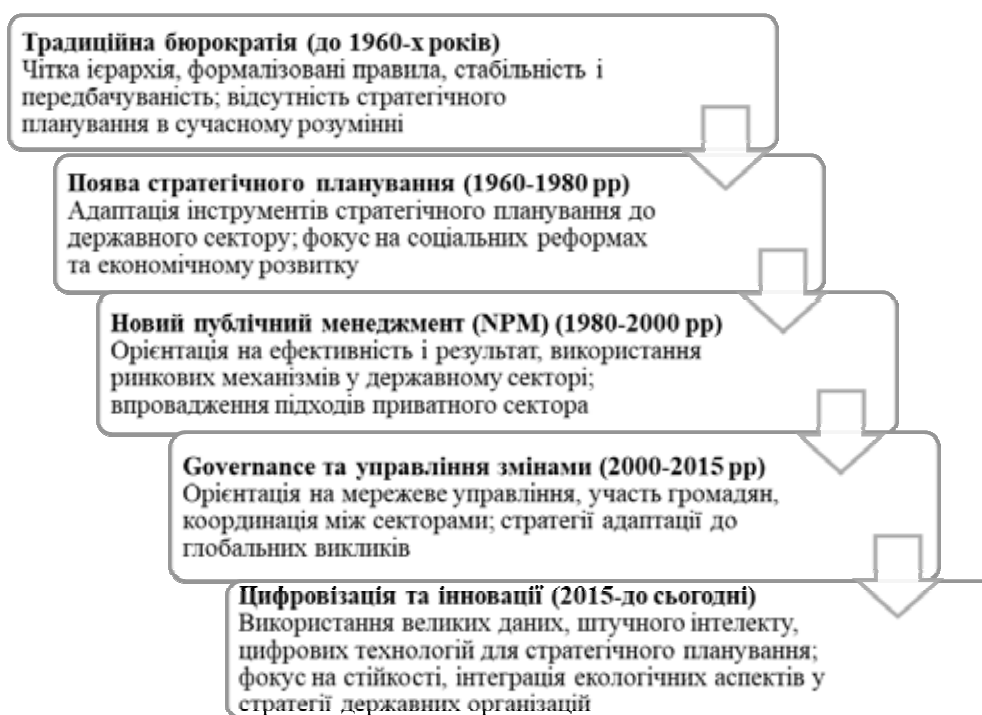 Традиційна бюрократія (до 1960-х років)
Чітка ієрархія, формалізовані правила, стабільність і
передбачуваність; відсутність стратегічного
планування в сучасному розумінні
Поява стратегічного планування (1960-1980 рр)
Адаптація інструментів стратегічного планування до
державного сектору; фокус на соціальних реформах
та економічному розвитку
Новий публічний менеджмент (NPM) (1980-2000 рр)
Орієнтація на ефективність і результат, використання
ринкових механізмів у державному секторі;
впровадження підходів приватного сектора
Governance та управління змінами (2000-2015 рр)
Орієнтація на мережеве управління, участь громадян,
координація між секторами; стратегії адаптації до
глобальних викликів
Цифровізація та інновації (2015-до сьогодні)
Використання великих даних, штучного інтелекту,
цифрових технологій для стратегічного планування;
фокус на стійкості, інтеграція екологічних аспектів у
стратегії державних організацій